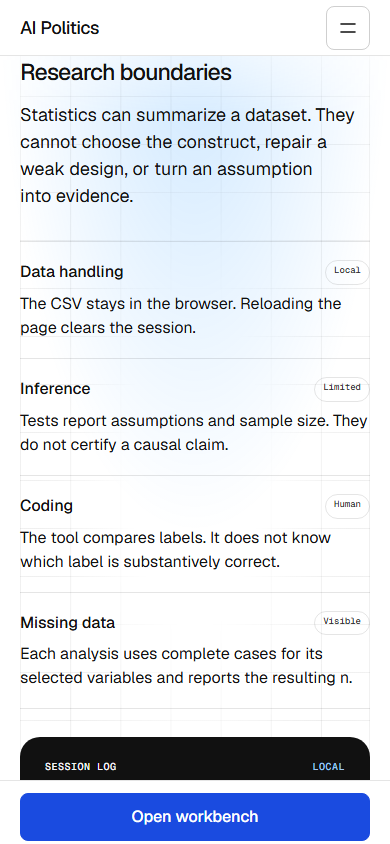 AI Politics
Research boundaries
Statistics can summarize a dataset. They
cannot choose the construct, repair a
weak design, or turn an assumption
into evidence.
Data handling
Local
The CSV stays in the browser. Reloading the
page clears the session.
Inference
Limited
Tests report assumptions and sample size. They
do not certify a causal claim.
Coding
Human
The tool compares labels. It does not know
which label is substantively correct.
Missing data
Visible
Each analysis uses complete cases for its
selected variables and reports the resulting n.
SESSION LOG
LOCAL
Open workbench